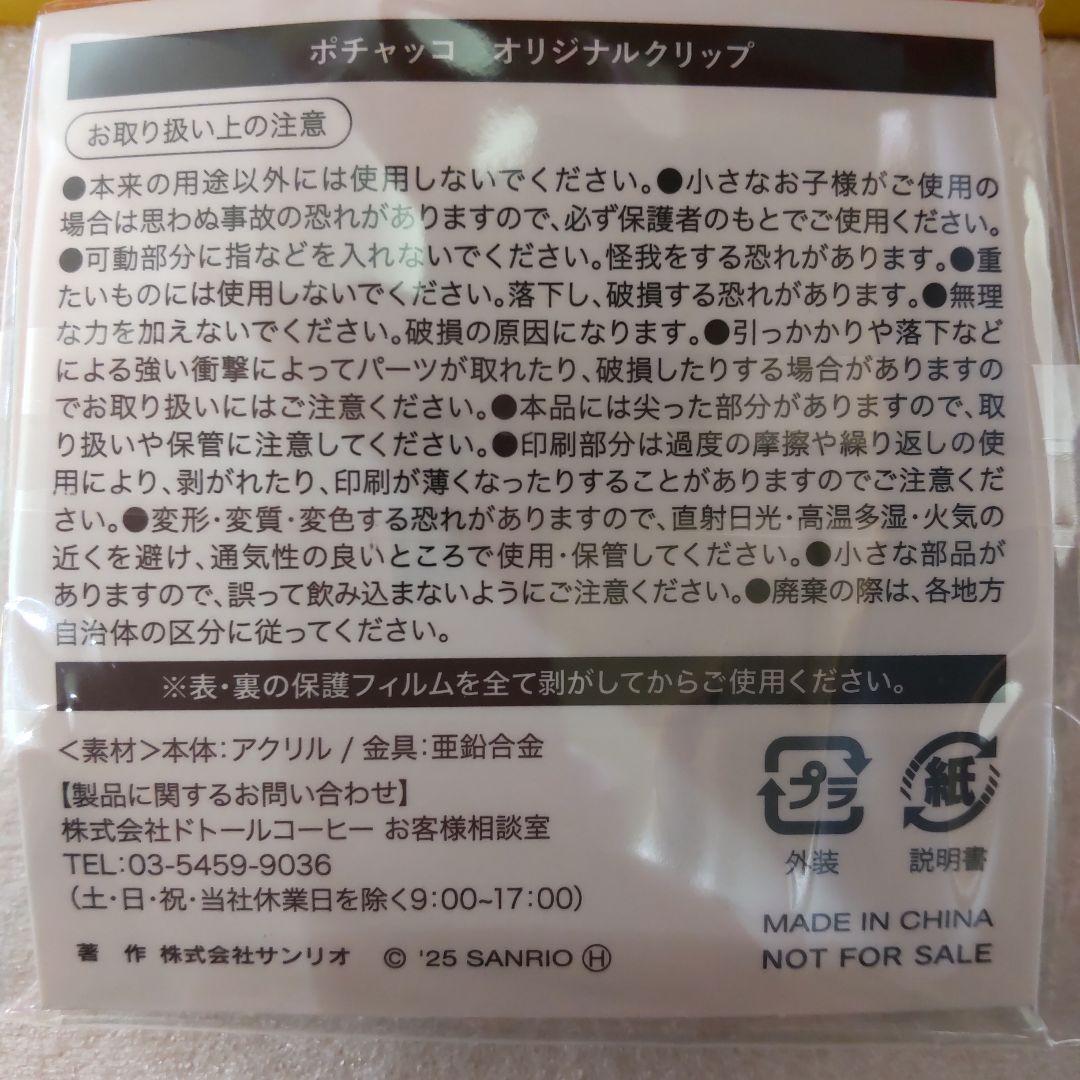 ポチャッコ　オリジナルクリップ
お取り扱い上の注意
●本来の用途以外には使用しないでください。●小さなお子様がご使用の
場合は思わぬ事故の恐れがありますので、必ず保護者のもとでご使用ください。
●可動部分に指などを入れないでください。怪我をする恐れがあります。●重
たいものには使用しないでください。落下し、破損する恐れがあります。●無理
な力を加えないでください。破損の原因になります。●引っかかりや落下など
による強い衝撃によってパーツが取れたり、破損したりする場合がありますの
でお取り扱いにはご注意ください。●本品には尖った部分がありますので、取
り扱いや保管に注意してください。●印刷部分は過度の摩擦や繰り返しの使
用により、剥がれたり、印刷が薄くなったりすることがありますのでご注意くだ
さい。●変形・変質・変色する恐れがありますので、直射日光・高温多湿・火気の
近くを避け、通気性の良いところで使用・保管してください。●小さな部品が
ありますので、誤って飲み込まないようにご注意ください。●廃棄の際は、各地方
自治体の区分に従ってください。
※表・裏の保護フィルムを全て剥がしてからご使用ください。
＜素材＞本体：アクリル / 金具：亜鉛合金
【製品に関するお問い合わせ】
株式会社ドトールコーヒー お客様相談室
TEL：03-5459-9036
（土・日・祝・当社休業日を除く9:00~17:00）
著 作 株式会社サンリオ © '25 SANRIO Ⓗ
プラ
外装
紙
説明書
MADE IN CHINA
NOT FOR SALE